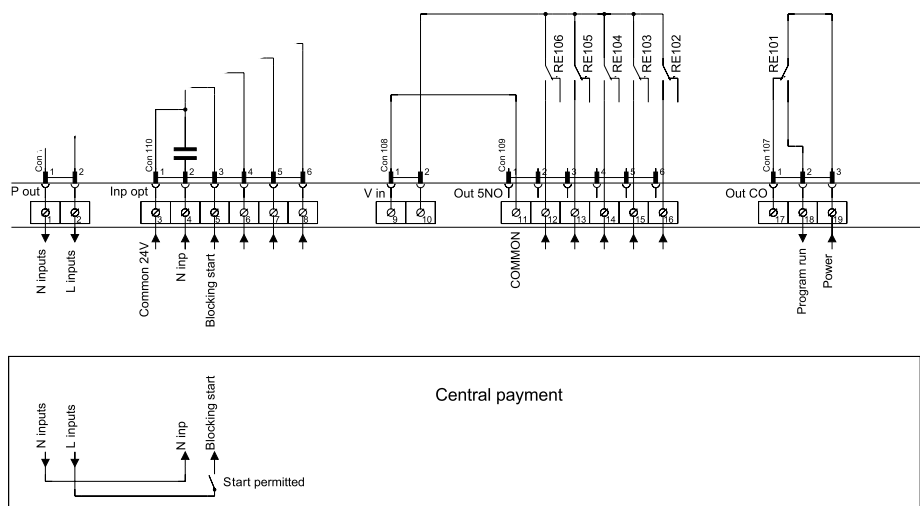 RE106
RE105
RE104
RE103
RE102
RE101
Con 1
1
2
Con 110
1
2
3
4
5
6
Con 108
1
2
Con 109
1
2
3
4
5
6
Con 107
1
2
3
P out
Inp opt
V in
Out 5NO
Out CO
1
2
3
4
5
6
7
8
9
10
11
12
13
14
15
16
17
18
19
N inputs
L inputs
Common 24V
N inp
Blocking start
COMMON
Program run
Power
Central payment
N inputs
L inputs
N inp
Blocking start
Start permitted